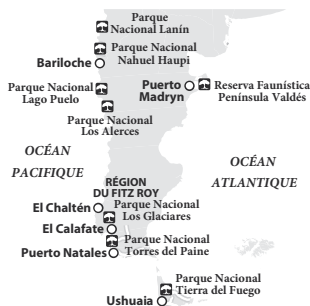 Parque
Nacional Lanín
Parque Nacional
Nahuel Haupi
Bariloche
Parque Nacional
Lago Puelo
Puerto
Madryn
Reserva Faunística
Península Valdés
Parque Nacional
Los Alerces
OCÉAN
PACIFIQUE
OCÉAN
ATLANTIQUE
RÉGION
DU FITZ ROY
El Chaltén
Parque Nacional
Los Glaciares
El Calafate
Parque Nacional
Torres del Paine
Puerto Natales
Parque Nacional
Tierra del Fuego
Ushuaia